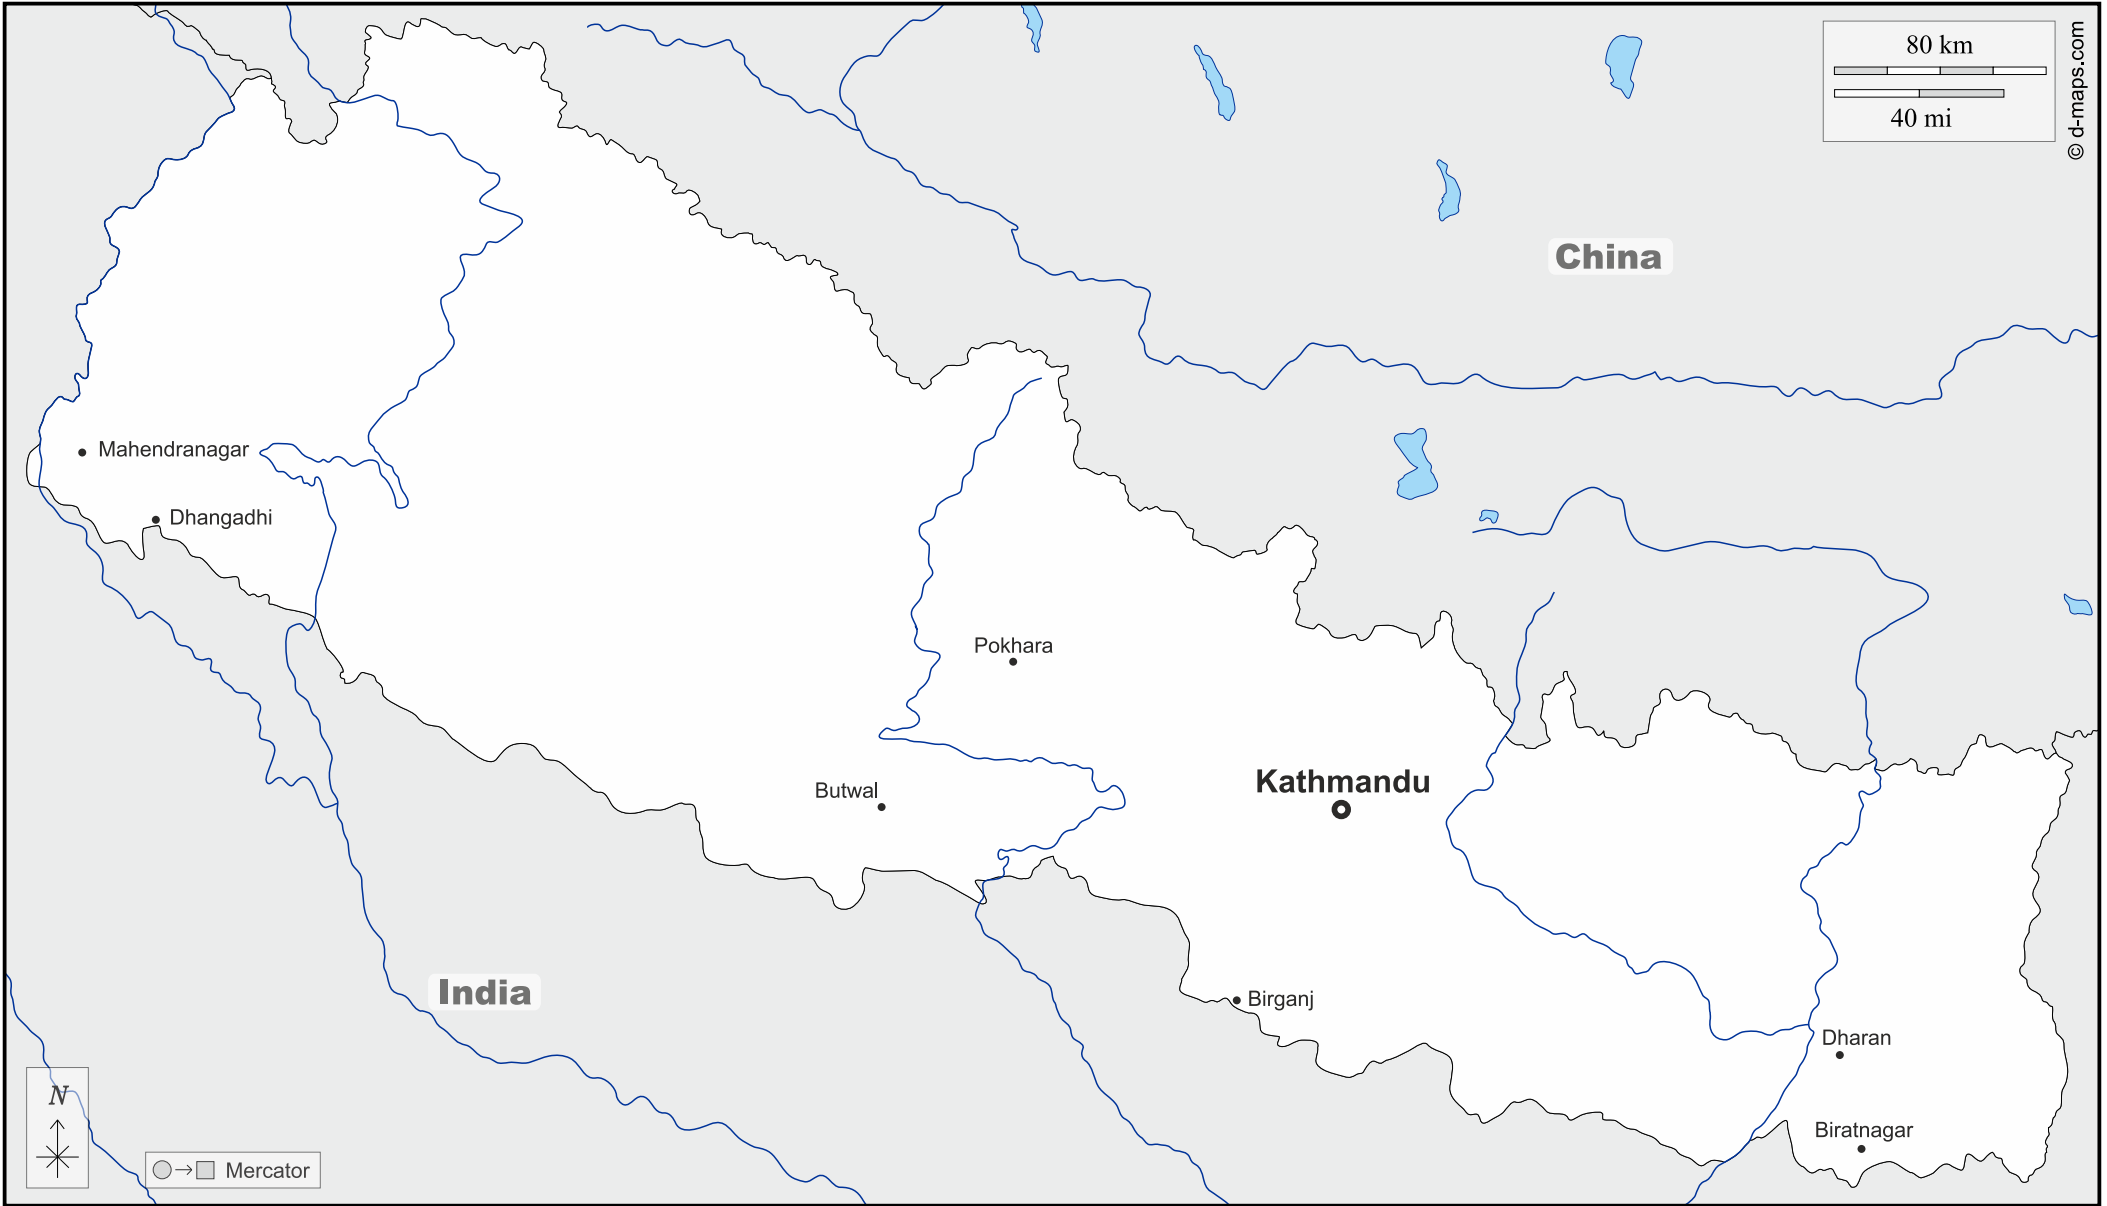 80 km
40 mi
© d-maps.com
China
Mahendranagar
Dhangadhi
Pokhara
Kathmandu
Butwal
India
Birganj
Dharan
Biratnagar
N
Mercator